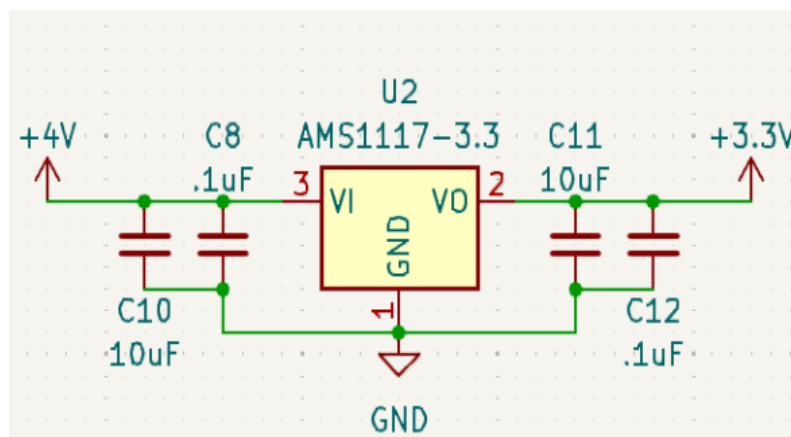 U2
+4V
C8
AMS1117-3.3
C11
+3.3V
.1uF
10uF
3
VI
VO
2
GND
1
C10
C12
10uF
.1uF
GND